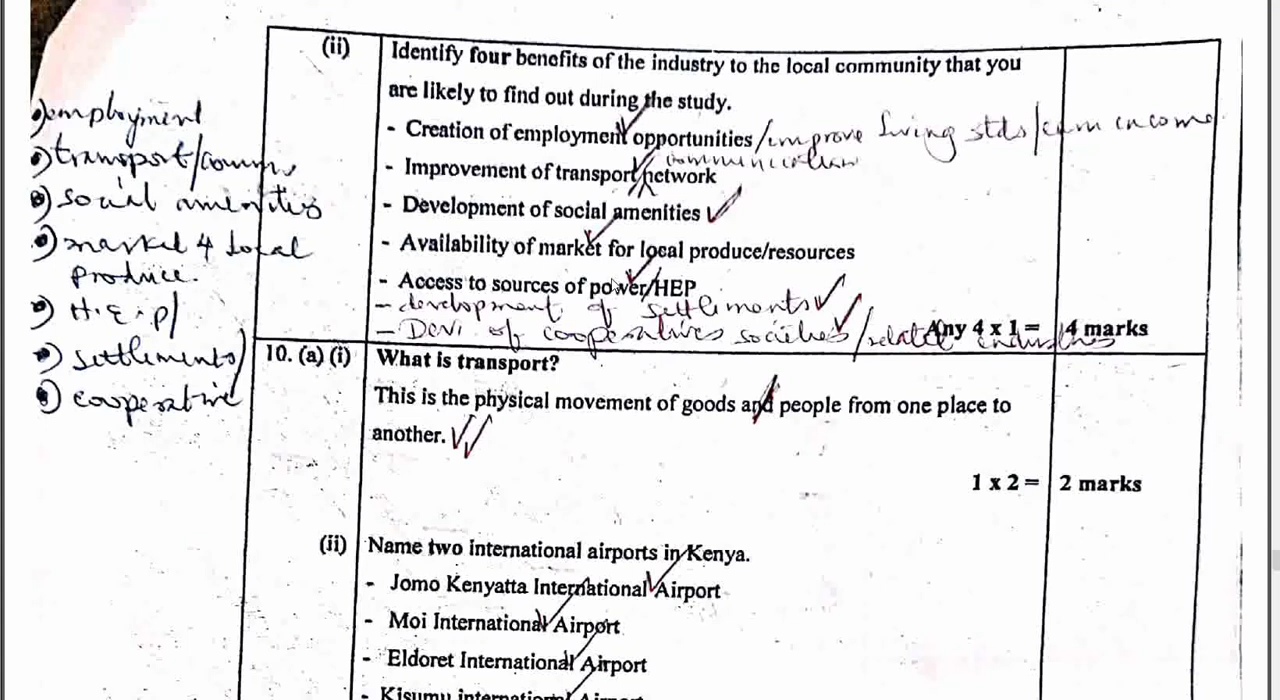 (ii) Identify four benefits of the industry to the local community that you
are likely to find out during the study.
- Creation of employment opportunities /improve living stds/earn income
communication
- Improvement of transport network
- Development of social amenities
- Availability of market for local produce/resources
- Access to sources of power/HEP
- development of settlements
- Dev. of cooperatives societies /related industries
Any 4 x 1 = 4 marks
employment
transport/comm
social amenities
market 4 local
produce.
H.E.P/
settlements
cooperative
10. (a) (i) What is transport?
This is the physical movement of goods and people from one place to
another.
1 x 2 = 2 marks
(ii) Name two international airports in Kenya.
- Jomo Kenyatta International Airport
- Moi International Airport
- Eldoret International Airport
- Kisumu international Airport